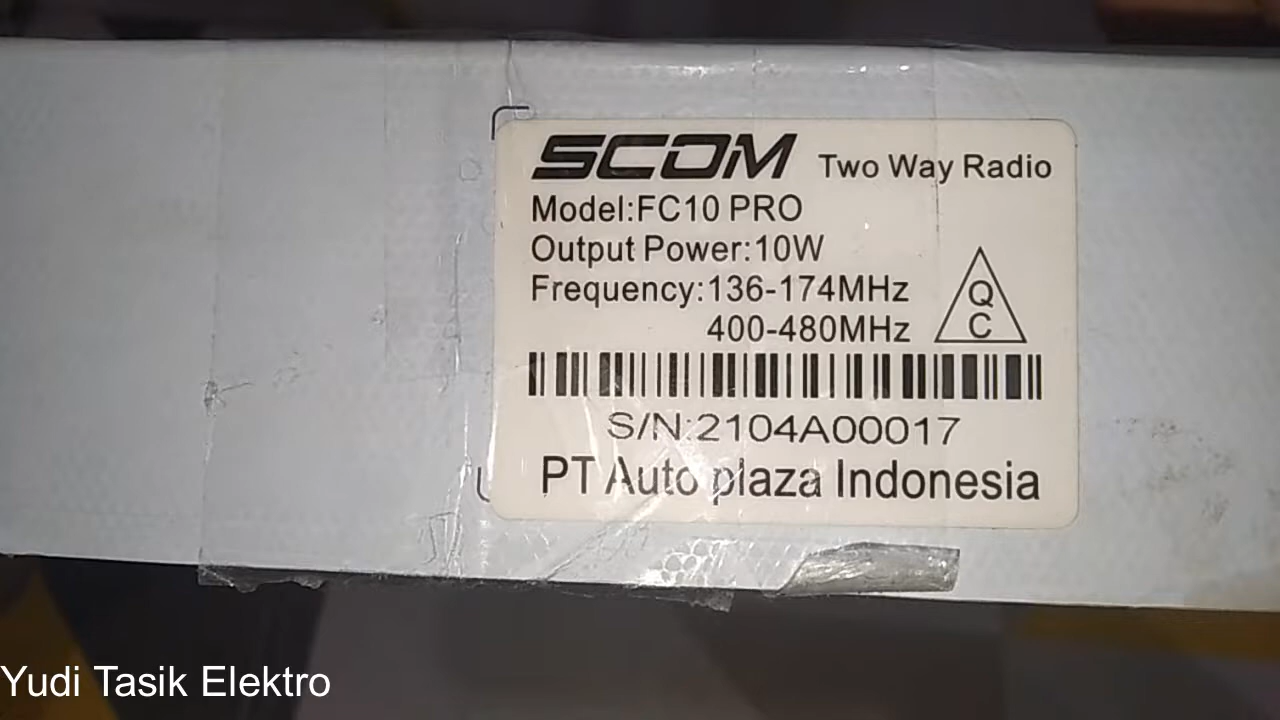 SCOM Two Way Radio
Model:FC10 PRO
Output Power:10W
Frequency:136-174MHz
400-480MHz
Q
C
S/N:2104A00017
PT Auto plaza Indonesia
Yudi Tasik Elektro